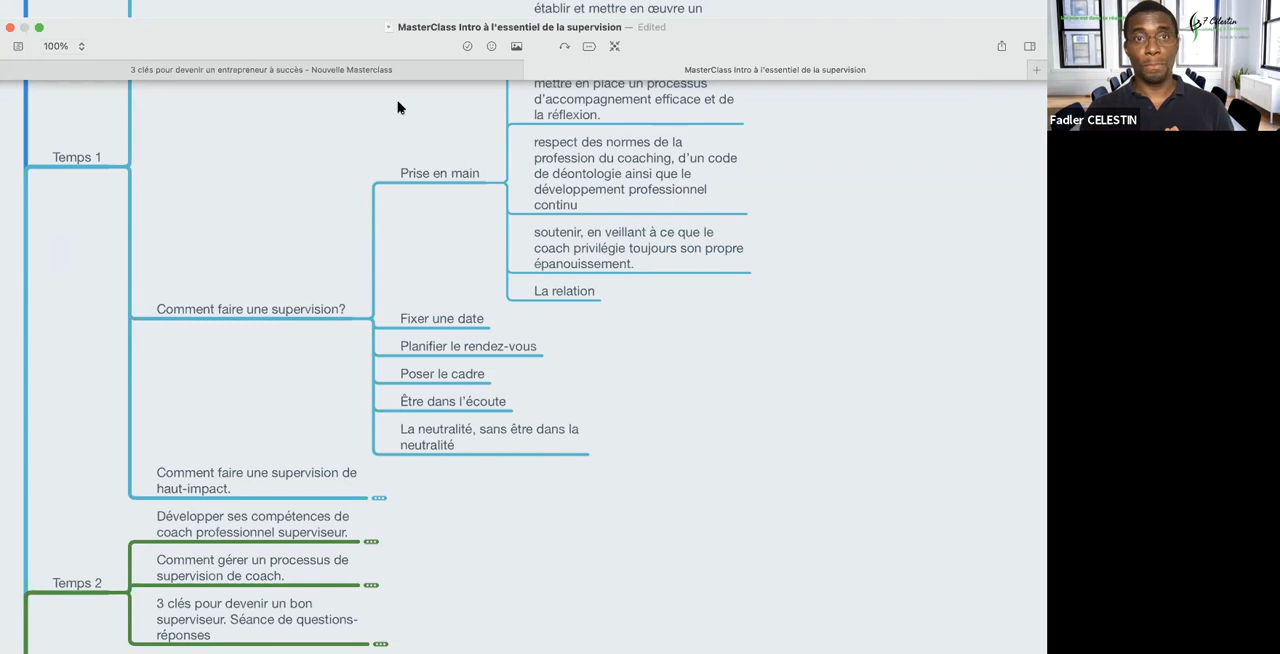 établir et mettre en œuvre un
MasterClass Intro à l'essentiel de la supervision — Edited
100%
3 clés pour devenir un entrepreneur à succès - Nouvelle Masterclass
MasterClass Intro à l'essentiel de la supervision
mettre en place un processus
d'accompagnement efficace et de
la réflexion.
Temps 1
respect des normes de la
profession du coaching, d'un code
de déontologie ainsi que le
développement professionnel
continu
Prise en main
soutenir, en veillant à ce que le
coach privilégie toujours son propre
épanouissement.
La relation
Comment faire une supervision?
Fixer une date
Planifier le rendez-vous
Poser le cadre
Être dans l'écoute
La neutralité, sans être dans la
neutralité
Comment faire une supervision de
haut-impact.
Développer ses compétences de
coach professionnel superviseur.
Comment gérer un processus de
supervision de coach.
Temps 2
3 clés pour devenir un bon
superviseur. Séance de questions-
réponses
7 Célestin
Fadler CELESTIN